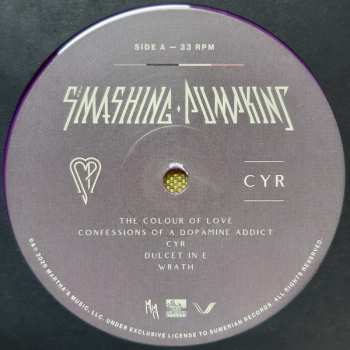 SIDE A — 33 RPM
SMASHING PUMPKINS
SP
CYR
THE COLOUR OF LOVE
CONFESSIONS OF A DOPAMINE ADDICT
CYR
DULCET IN E
WRATH
℗&© 2020 MARTHA'S MUSIC, LLC. UNDER EXCLUSIVE LICENSE TO SUMERIAN RECORDS. ALL RIGHTS RESERVED.